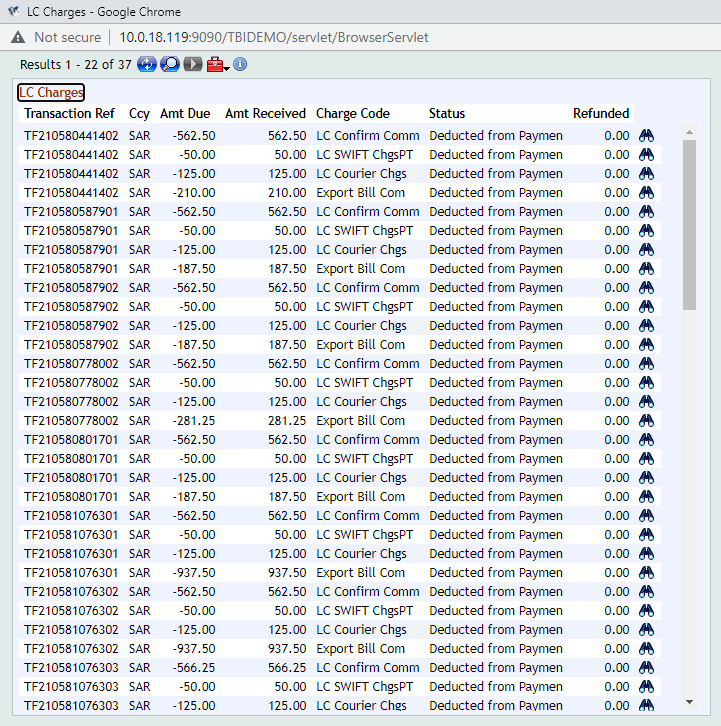 LC Charges - Google Chrome
Not secure | 10.0.18.119:9090/TBIDEMO/servlet/BrowserServlet
Results 1 - 22 of 37
LC Charges
Transaction Ref Ccy Amt Due Amt Received Charge Code Status Refunded
TF210580441402 SAR -562.50 562.50 LC Confirm Comm Deducted from Paymen 0.00
TF210580441402 SAR -50.00 50.00 LC SWIFT ChgsPT Deducted from Paymen 0.00
TF210580441402 SAR -125.00 125.00 LC Courier Chgs Deducted from Paymen 0.00
TF210580441402 SAR -210.00 210.00 Export Bill Com Deducted from Paymen 0.00
TF210580587901 SAR -562.50 562.50 LC Confirm Comm Deducted from Paymen 0.00
TF210580587901 SAR -50.00 50.00 LC SWIFT ChgsPT Deducted from Paymen 0.00
TF210580587901 SAR -125.00 125.00 LC Courier Chgs Deducted from Paymen 0.00
TF210580587901 SAR -187.50 187.50 Export Bill Com Deducted from Paymen 0.00
TF210580587902 SAR -562.50 562.50 LC Confirm Comm Deducted from Paymen 0.00
TF210580587902 SAR -50.00 50.00 LC SWIFT ChgsPT Deducted from Paymen 0.00
TF210580587902 SAR -125.00 125.00 LC Courier Chgs Deducted from Paymen 0.00
TF210580587902 SAR -187.50 187.50 Export Bill Com Deducted from Paymen 0.00
TF210580778002 SAR -562.50 562.50 LC Confirm Comm Deducted from Paymen 0.00
TF210580778002 SAR -50.00 50.00 LC SWIFT ChgsPT Deducted from Paymen 0.00
TF210580778002 SAR -125.00 125.00 LC Courier Chgs Deducted from Paymen 0.00
TF210580778002 SAR -281.25 281.25 Export Bill Com Deducted from Paymen 0.00
TF210580801701 SAR -562.50 562.50 LC Confirm Comm Deducted from Paymen 0.00
TF210580801701 SAR -50.00 50.00 LC SWIFT ChgsPT Deducted from Paymen 0.00
TF210580801701 SAR -125.00 125.00 LC Courier Chgs Deducted from Paymen 0.00
TF210580801701 SAR -187.50 187.50 Export Bill Com Deducted from Paymen 0.00
TF210581076301 SAR -562.50 562.50 LC Confirm Comm Deducted from Paymen 0.00
TF210581076301 SAR -50.00 50.00 LC SWIFT ChgsPT Deducted from Paymen 0.00
TF210581076301 SAR -125.00 125.00 LC Courier Chgs Deducted from Paymen 0.00
TF210581076301 SAR -937.50 937.50 Export Bill Com Deducted from Paymen 0.00
TF210581076302 SAR -562.50 562.50 LC Confirm Comm Deducted from Paymen 0.00
TF210581076302 SAR -50.00 50.00 LC SWIFT ChgsPT Deducted from Paymen 0.00
TF210581076302 SAR -125.00 125.00 LC Courier Chgs Deducted from Paymen 0.00
TF210581076302 SAR -937.50 937.50 Export Bill Com Deducted from Paymen 0.00
TF210581076303 SAR -566.25 566.25 LC Confirm Comm Deducted from Paymen 0.00
TF210581076303 SAR -50.00 50.00 LC SWIFT ChgsPT Deducted from Paymen 0.00
TF210581076303 SAR -125.00 125.00 LC Courier Chgs Deducted from Paymen 0.00